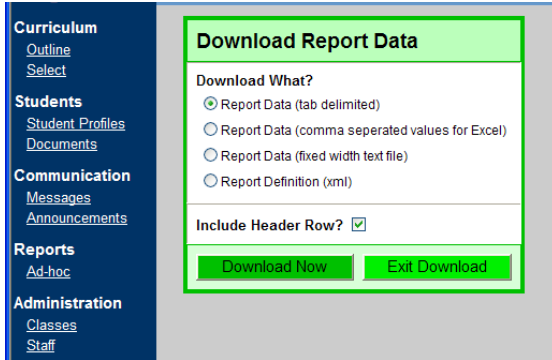 Curriculum
Outline
Select
Students
Student Profiles
Documents
Communication
Messages
Announcements
Reports
Ad-hoc
Administration
Classes
Staff
Download Report Data
Download What?
Report Data (tab delimited)
Report Data (comma seperated values for Excel)
Report Data (fixed width text file)
Report Definition (xml)
Include Header Row?
Download Now
Exit Download